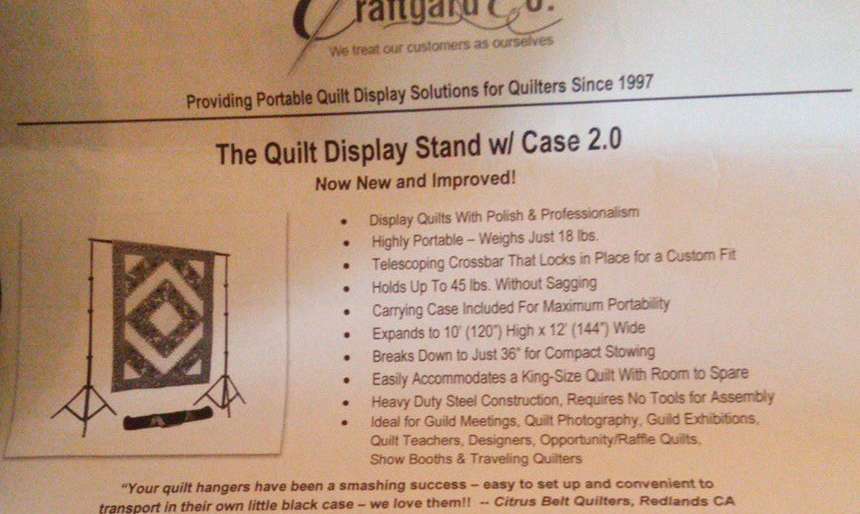 Craftgard Co.
We treat our customers as ourselves
Providing Portable Quilt Display Solutions for Quilters Since 1997
The Quilt Display Stand w/ Case 2.0
Now New and Improved!
• Display Quilts With Polish & Professionalism
• Highly Portable – Weighs Just 18 lbs.
• Telescoping Crossbar That Locks in Place for a Custom Fit
• Holds Up To 45 lbs. Without Sagging
• Carrying Case Included For Maximum Portability
• Expands to 10' (120") High x 12' (144") Wide
• Breaks Down to Just 36" for Compact Stowing
• Easily Accommodates a King-Size Quilt With Room to Spare
• Heavy Duty Steel Construction, Requires No Tools for Assembly
• Ideal for Guild Meetings, Quilt Photography, Guild Exhibitions,
Quilt Teachers, Designers, Opportunity/Raffle Quilts,
Show Booths & Traveling Quilters
"Your quilt hangers have been a smashing success – easy to set up and convenient to
transport in their own little black case – we love them!! -- Citrus Belt Quilters, Redlands CA